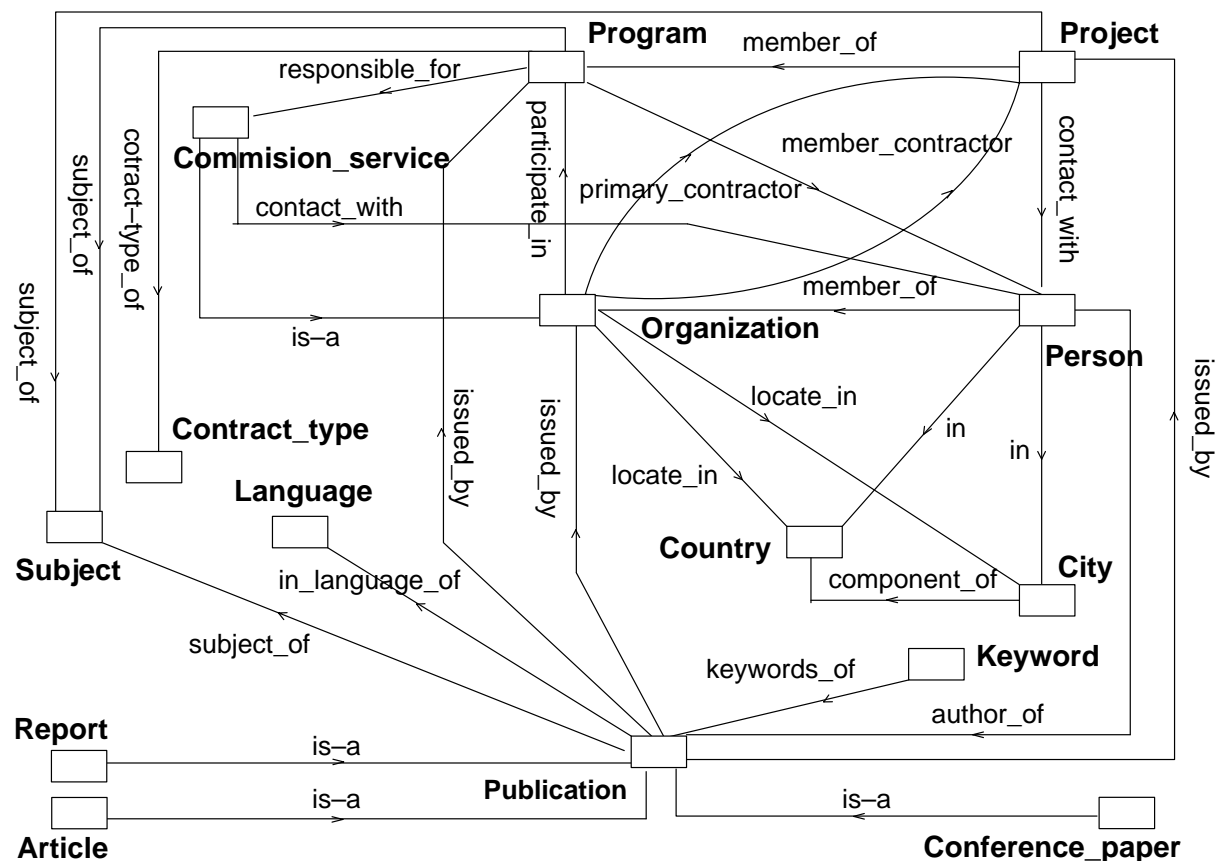 Program
member_of
Project
responsible_for
Commision_service
member_contractor
primary_contractor
participate_in
contact_with
contact_with
cotract–type_of
subject_of
subject_of
member_of
Organization
is–a
Person
locate_in
in
in
locate_in
issued_by
issued_by
issued_by
Contract_type
Language
Subject
Country
City
component_of
in_language_of
subject_of
Keyword
keywords_of
author_of
Report
is–a
Publication
is–a
is–a
Article
Conference_paper